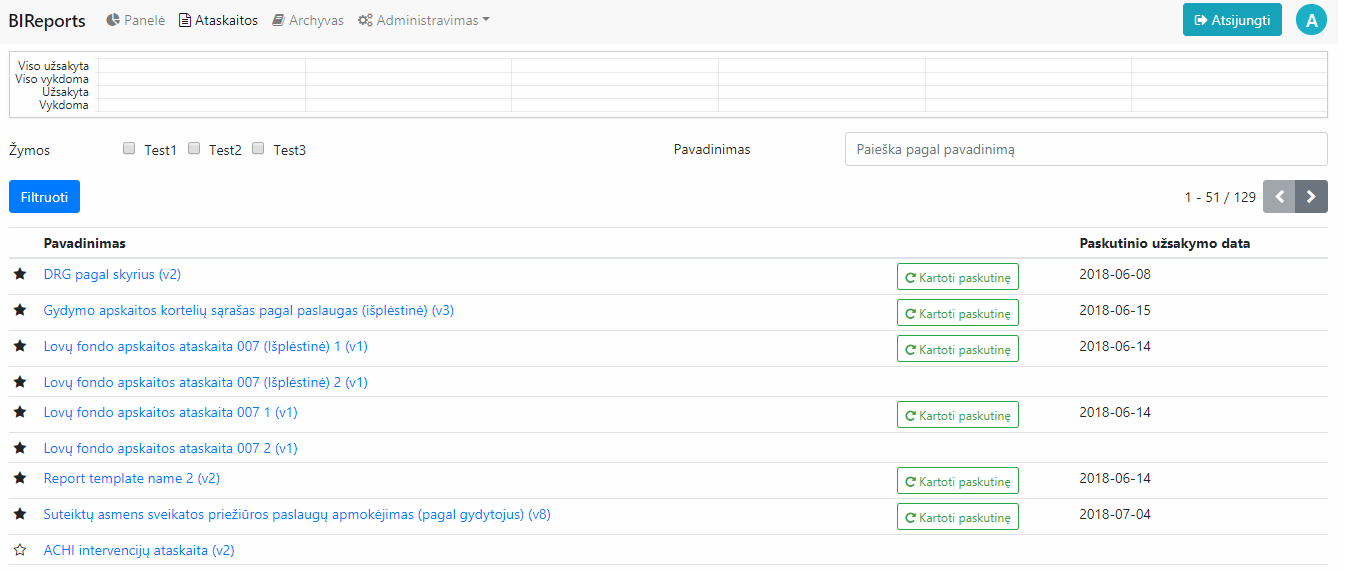 BIReports Panelė Ataskaitos Archyvas Administravimas Atsijungti A
Viso užsakyta
Viso vykdoma
Užsakyta
Vykdoma
Žymos Test1 Test2 Test3 Pavadinimas Paieška pagal pavadinimą
Filtruoti 1 - 51 / 129
Pavadinimas Paskutinio užsakymo data
DRG pagal skyrius (v2) Kartoti paskutinę 2018-06-08
Gydymo apskaitos kortelių sąrašas pagal paslaugas (išplėstinė) (v3) Kartoti paskutinę 2018-06-15
Lovų fondo apskaitos ataskaita 007 (Išplėstinė) 1 (v1) Kartoti paskutinę 2018-06-14
Lovų fondo apskaitos ataskaita 007 (Išplėstinė) 2 (v1)
Lovų fondo apskaitos ataskaita 007 1 (v1) Kartoti paskutinę 2018-06-14
Lovų fondo apskaitos ataskaita 007 2 (v1)
Report template name 2 (v2) Kartoti paskutinę 2018-06-14
Suteiktų asmens sveikatos priežiūros paslaugų apmokėjimas (pagal gydytojus) (v8) Kartoti paskutinę 2018-07-04
ACHI intervencijų ataskaita (v2)